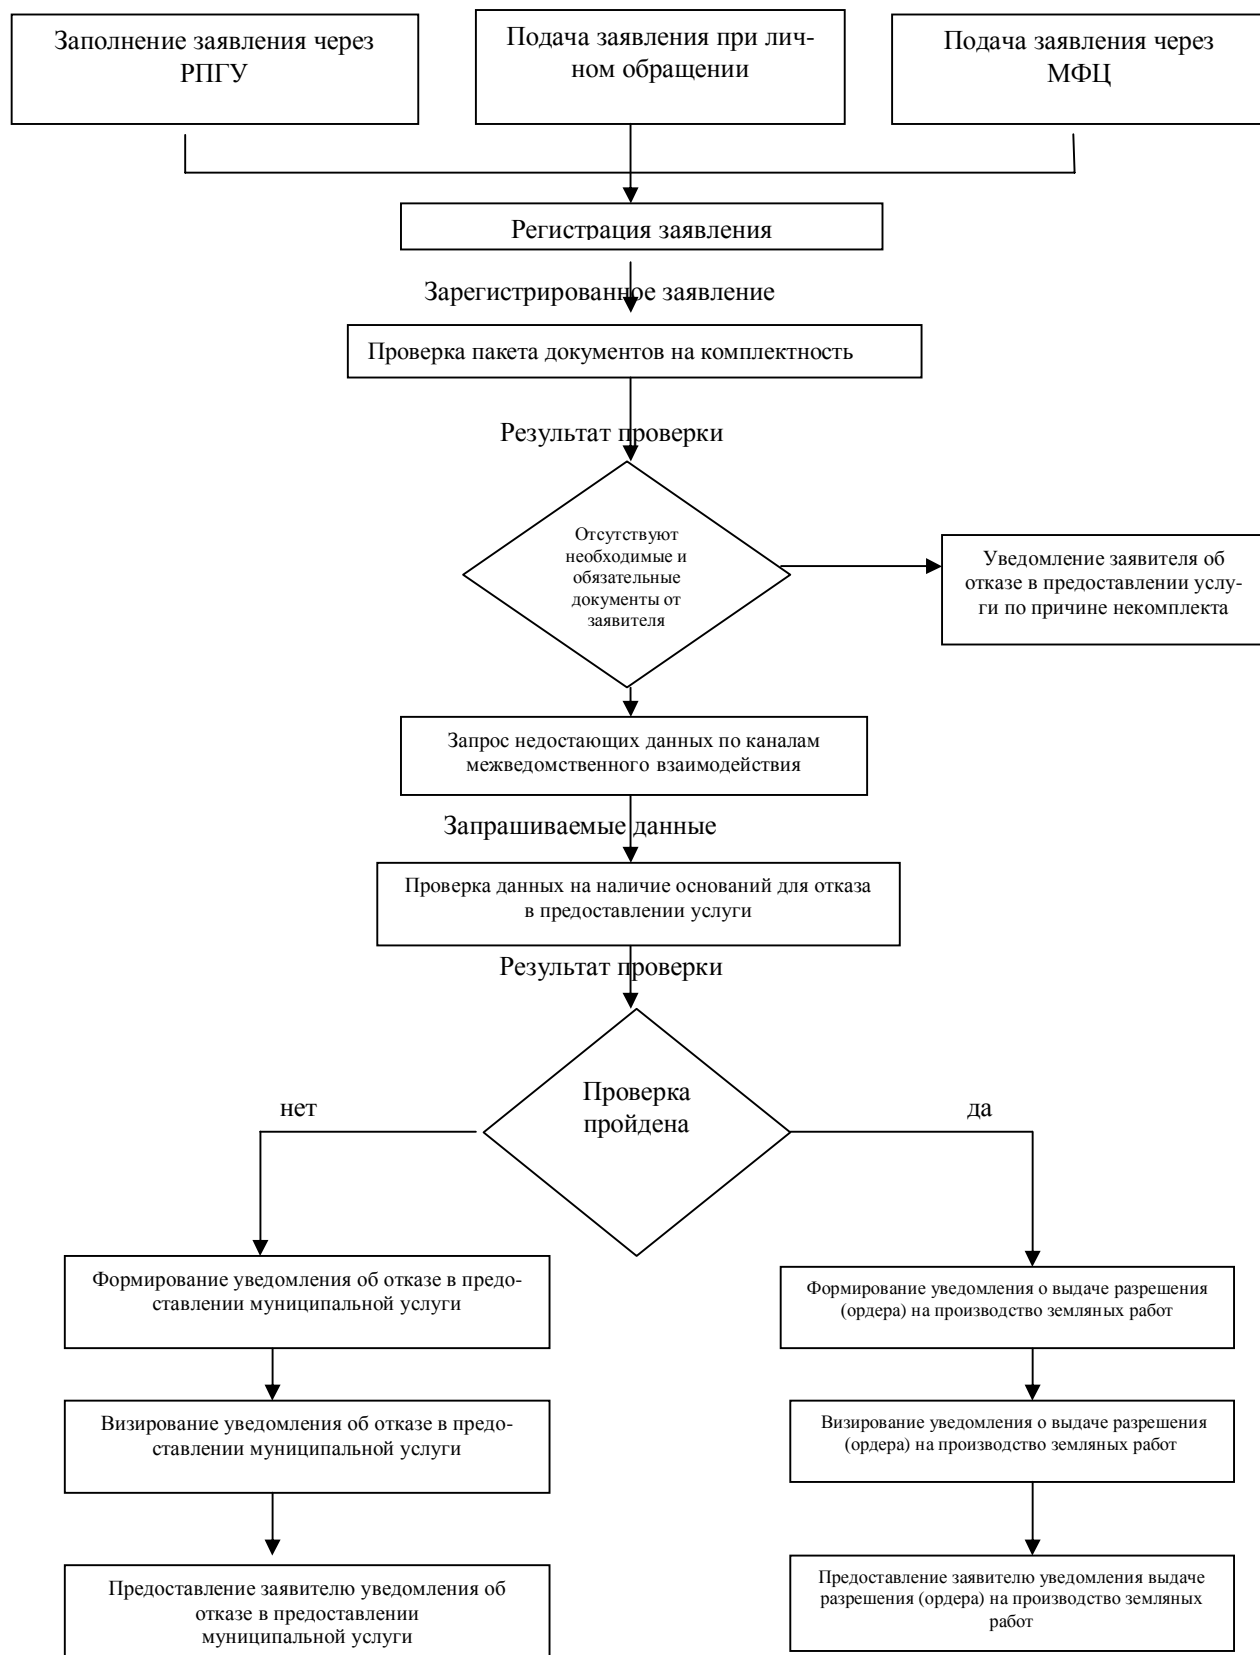 Заполнение заявления через
РПГУ
Подача заявления при лич-
ном обращении
Подача заявления через
МФЦ
Регистрация заявления
Зарегистрированное заявление
Проверка пакета документов на комплектность
Результат проверки
Отсутствуют
необходимые и
обязательные
документы от
заявителя
Уведомление заявителя об
отказе в предоставлении услу-
ги по причине некомплекта
Запрос недостающих данных по каналам
межведомственного взаимодействия
Запрашиваемые данные
Проверка данных на наличие оснований для отказа
в предоставлении услуги
Результат проверки
Проверка
пройдена
нет
да
Формирование уведомления об отказе в предо-
ставлении муниципальной услуги
Формирование уведомления о выдаче разрешения
(ордера) на производство земляных работ
Визирование уведомления об отказе в предо-
ставлении муниципальной услуги
Визирование уведомления о выдаче разрешения
(ордера) на производство земляных работ
Предоставление заявителю уведомления об
отказе в предоставлении
муниципальной услуги
Предоставление заявителю уведомления выдаче
разрешения (ордера) на производство земляных
работ